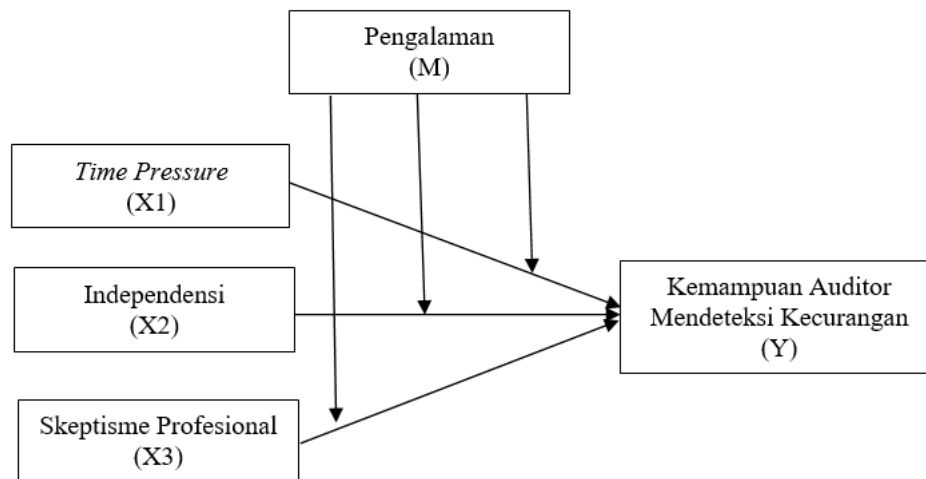 Pengalaman
(M)
Time Pressure
(X1)
Independensi
(X2)
Kemampuan Auditor
Mendeteksi Kecurangan
(Y)
Skeptisme Profesional
(X3)